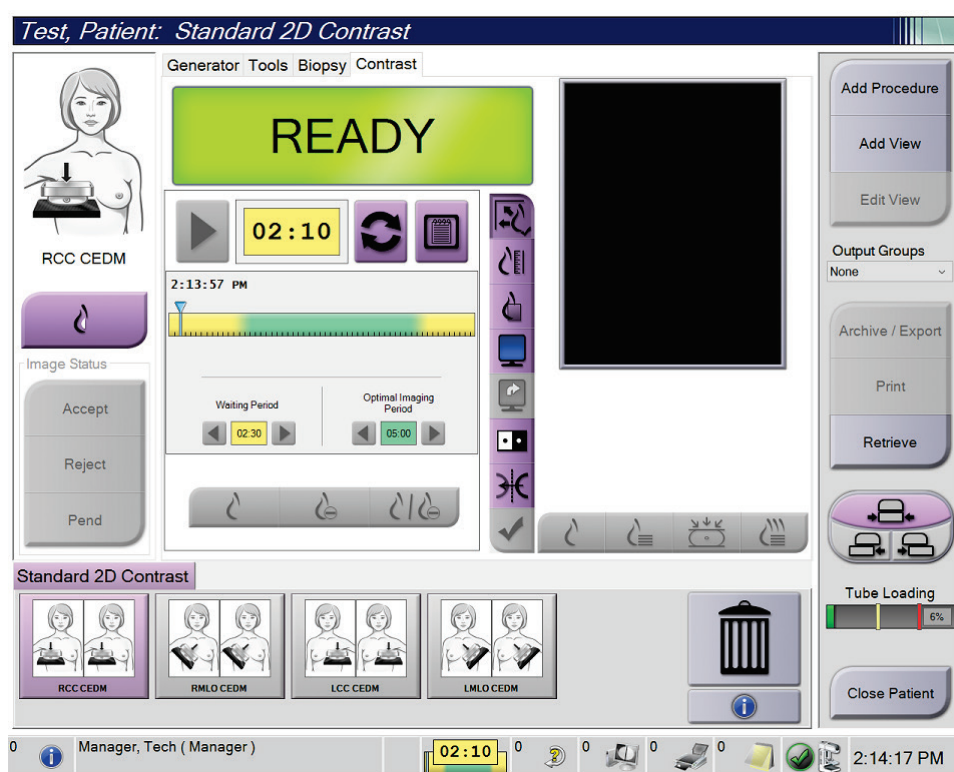 Test, Patient: Standard 2D Contrast
Generator Tools Biopsy Contrast
READY
02:10
2:13:57 PM
Waiting Period
02:30
Optimal Imaging
Period
05:00
RCC CEDM
Image Status
Accept
Reject
Pend
Add Procedure
Add View
Edit View
Output Groups
None
Archive / Export
Print
Retrieve
Tube Loading
6%
Close Patient
Standard 2D Contrast
RCC CEDM
RMLO CEDM
LCC CEDM
LMLO CEDM
0
Manager, Tech ( Manager )
02:10
0
0
0
0
2:14:17 PM